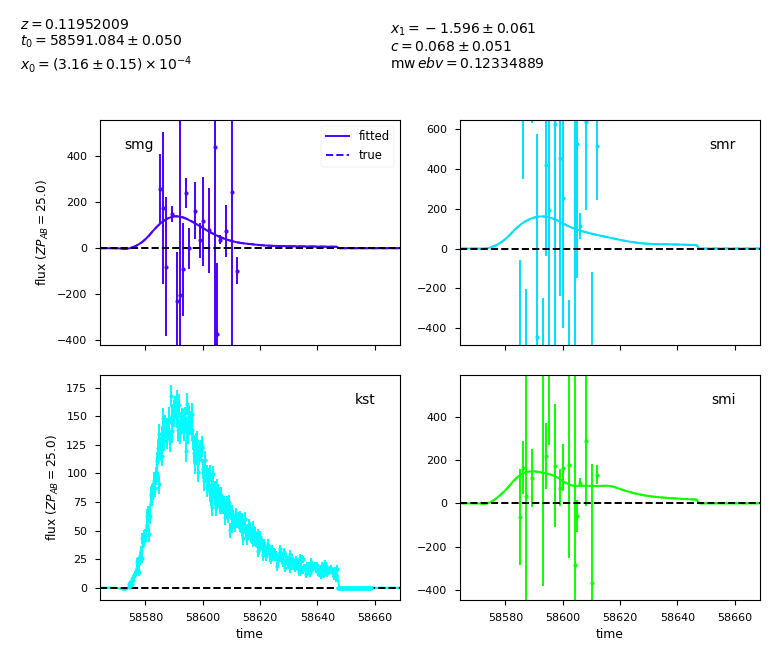 z = 0.11952009
t₀ = 58591.084 ± 0.050
x₀ = (3.16 ± 0.15) × 10⁻⁴
x₁ = −1.596 ± 0.061
c = 0.068 ± 0.051
mw ebv = 0.12334889
smg
fitted
true
400
200
0
−200
−400
flux (ZP_AB = 25.0)
smr
600
400
200
0
−200
−400
kst
175
150
125
100
75
50
25
0
flux (ZP_AB = 25.0)
58580 58600 58620 58640 58660
time
smi
400
200
0
−200
−400
58580 58600 58620 58640 58660
time